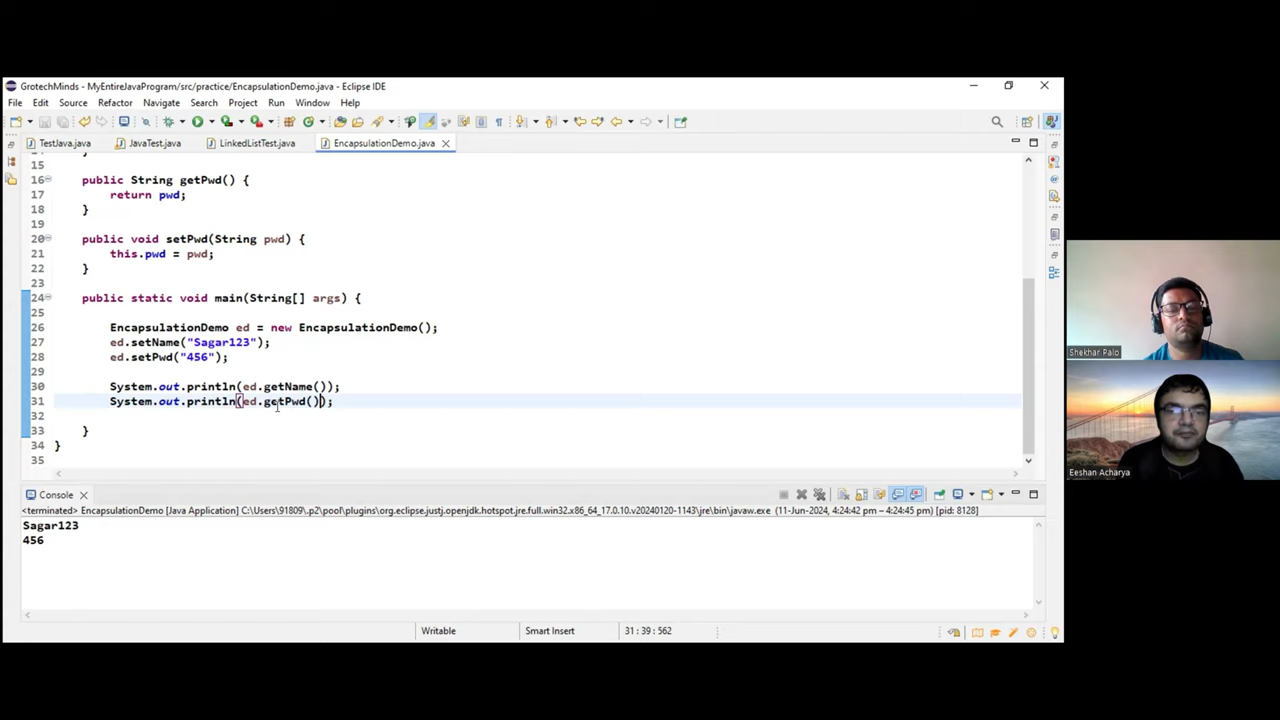 GrotechMinds - MyEntireJavaProgram/src/practice/EncapsulationDemo.java - Eclipse IDE
File Edit Source Refactor Navigate Search Project Run Window Help
TestJava.java JavaTest.java LinkedListTest.java EncapsulationDemo.java
15
16 public String getPwd() {
17 return pwd;
18 }
19
20 public void setPwd(String pwd) {
21 this.pwd = pwd;
22 }
23
24 public static void main(String[] args) {
26 EncapsulationDemo ed = new EncapsulationDemo();
27 ed.setName("Sagar123");
28 ed.setPwd("456");
29
30 System.out.println(ed.getName());
31 System.out.println(ed.getPwd());
32
33 }
34 }
35
Console
<terminated> EncapsulationDemo [Java Application] C:\Users\91809\.p2\pool\plugins\org.eclipse.justj.openjdk.hotspot.jre.full.win32.x86_64_17.0.10.v20240120-1143\jre\bin\javaw.exe (11-Jun-2024, 4:24:42 pm – 4:24:45 pm) [pid: 8128]
Sagar123
456
Writable Smart Insert 31 : 39 : 562
Shekhar Palo
Eeshan Acharya